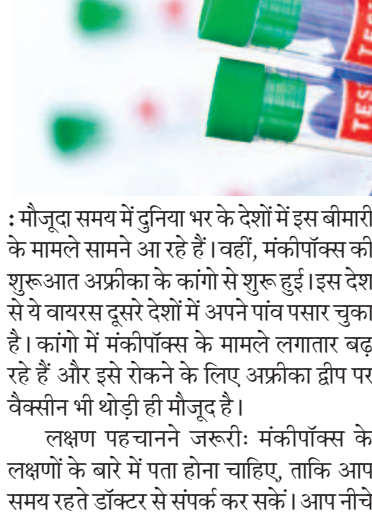 TEST
TES
: मौजूदा समय में दुनिया भर के देशों में इस बीमारी
के मामले सामने आ रहे हैं। वहीं, मंकीपॉक्स की
शुरूआत अफ्रीका के कांगो से शुरू हुई। इस देश
से ये वायरस दूसरे देशों में अपने पांव पसार चुका
है। कांगो में मंकीपॉक्स के मामले लगातार बढ़
रहे हैं और इसे रोकने के लिए अफ्रीका द्वीप पर
वैक्सीन भी थोड़ी ही मौजूद है।
लक्षण पहचानने जरूरीः मंकीपॉक्स के
लक्षणों के बारे में पता होना चाहिए, ताकि आप
समय रहते डॉक्टर से संपर्क कर सकें। आप नीचे